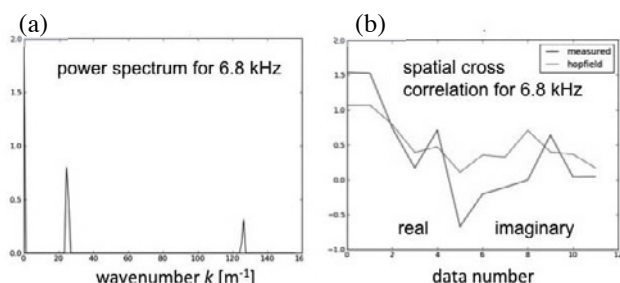 (a)
power spectrum for 6.8 kHz
2.0
1.5
1.0
0.5
0.0
0 20 40 60 80 100 120 140 160
wavenumber k [m⁻¹]
(b)
spatial cross
correlation for 6.8 kHz
measured
hopfield
2.0
1.5
1.0
0.5
0.0
−0.5
−1.0
real imaginary
0 2 4 6 8 10 12
data number